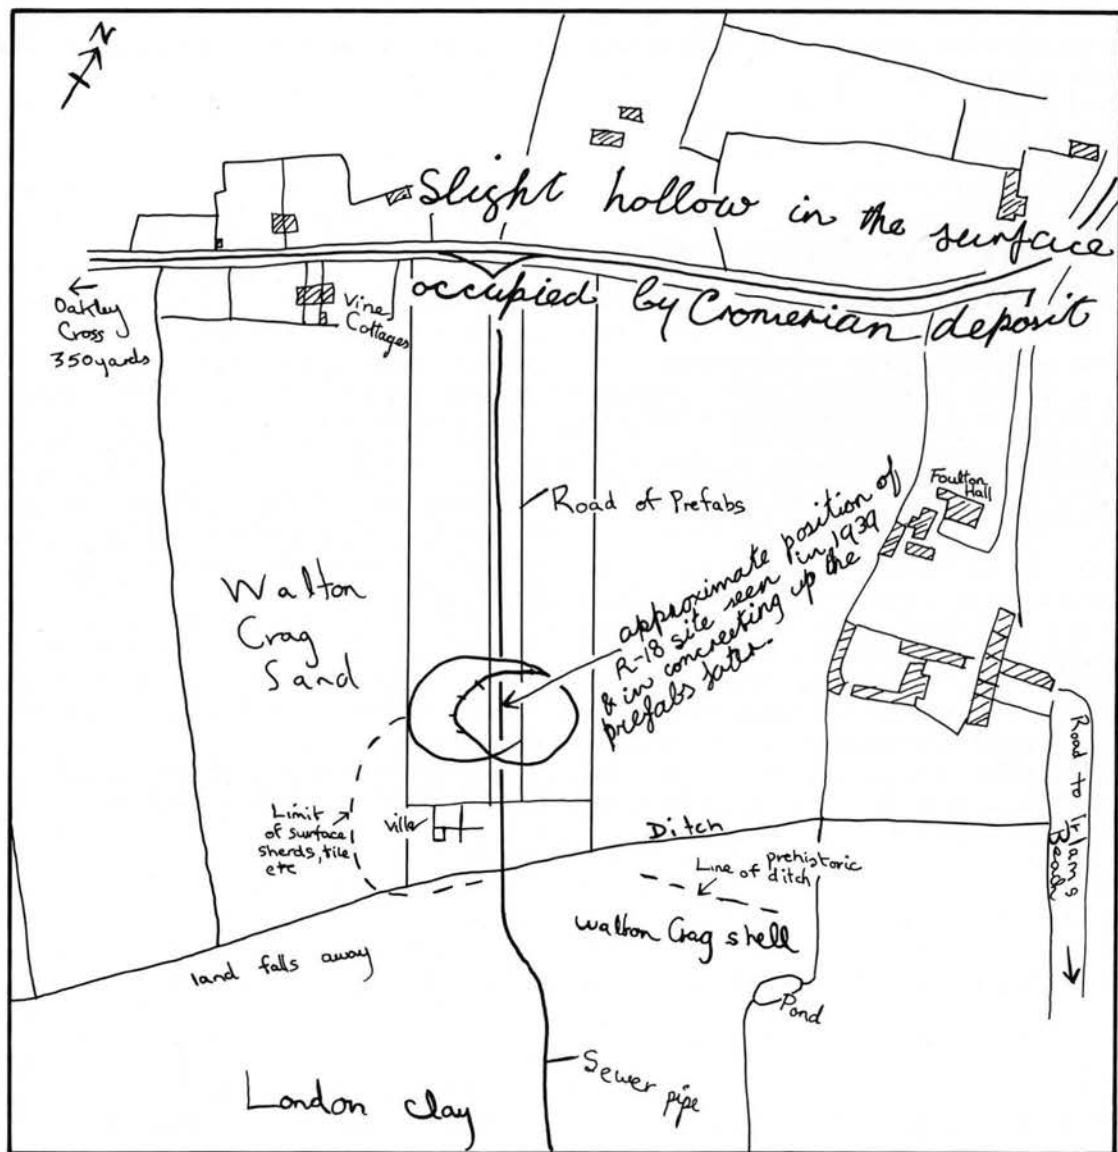 N
Slight hollow in the surface
occupied by Cromerian deposit
Oakley
Cross
350 yards
Vine
Cottages
Road of Prefabs
Foulton
Hall
approximate position of
R-18 site seen in 1939
& in concreeting up the
prefabs later.
Walton
Crag
Sand
Limit
of surface
sherds, tile
etc
villa
Ditch
Line of prehistoric
ditch
Walton Crag shell
Road to
Beach
land falls away
Pond
Sewer pipe
London Clay